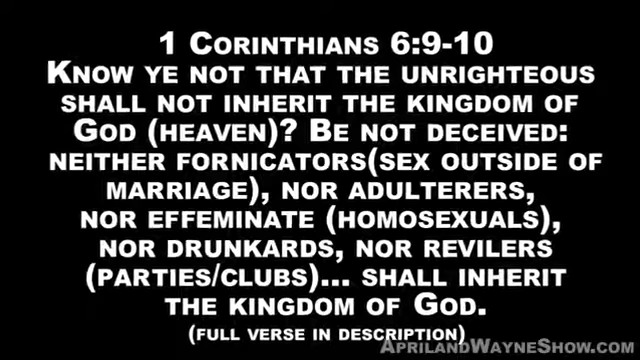 1 Corinthians 6:9-10
Know ye not that the unrighteous
shall not inherit the kingdom of
God (heaven)? Be not deceived:
neither fornicators(sex outside of
marriage), nor adulterers,
nor effeminate (homosexuals),
nor drunkards, nor revilers
(parties/clubs)... shall inherit
the kingdom of God.
(full verse in description)
AprilandWayneShow.com